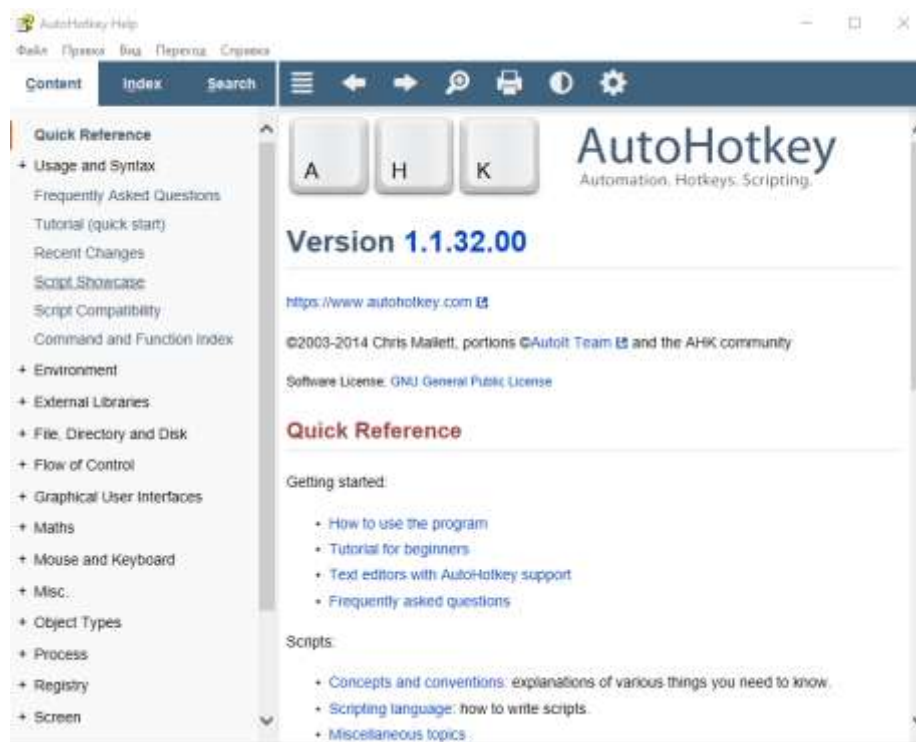 AutoHotkey Help
Файл Правка Вид Переход Справка
Content Index Search
Quick Reference
+ Usage and Syntax
Frequently Asked Questions
Tutorial (quick start)
Recent Changes
Script Showcase
Script Compatibility
Command and Function Index
+ Environment
+ External Libraries
+ File, Directory and Disk
+ Flow of Control
+ Graphical User Interfaces
+ Maths
+ Mouse and Keyboard
+ Misc.
+ Object Types
+ Process
+ Registry
+ Screen
A H K
AutoHotkey
Automation. Hotkeys. Scripting.
Version 1.1.32.00
https://www.autohotkey.com
©2003-2014 Chris Mallett, portions ©AutoIt Team and the AHK community
Software License: GNU General Public License
Quick Reference
Getting started:
• How to use the program
• Tutorial for beginners
• Text editors with AutoHotkey support
• Frequently asked questions
Scripts:
• Concepts and conventions: explanations of various things you need to know.
• Scripting language: how to write scripts.
• Miscellaneous topics